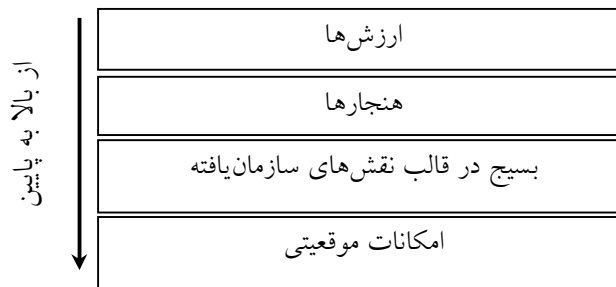 ارزش‌ها
هنجارها
بسیج در قالب نقش‌های سازمان‌یافته
امکانات موقعیتی
از بالا به پایین